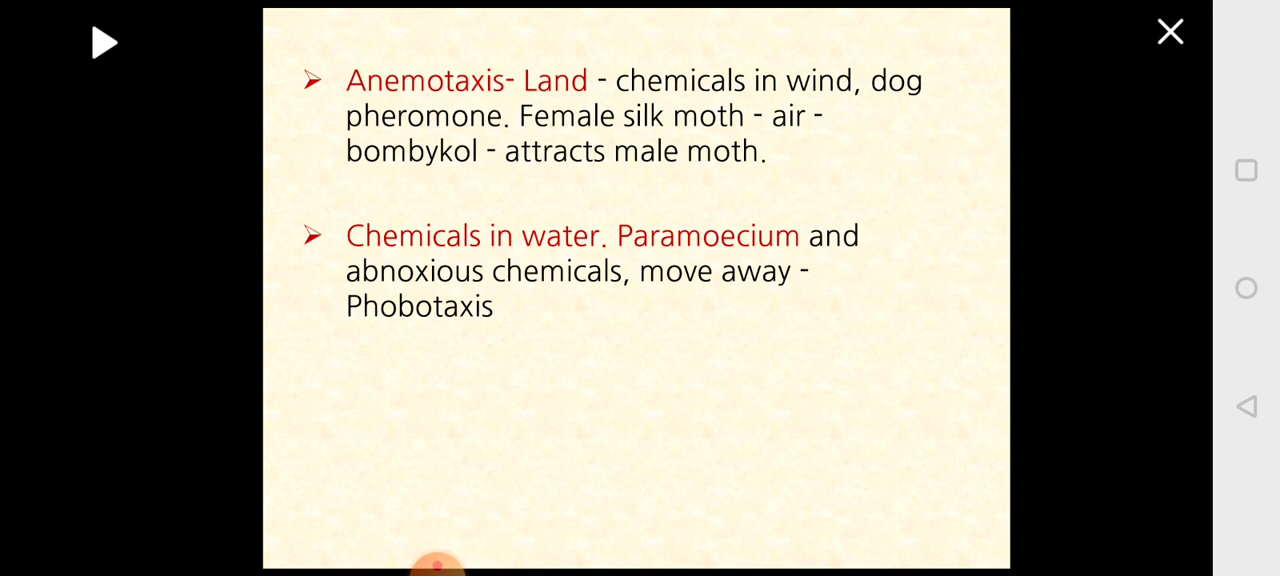 Anemotaxis- Land - chemicals in wind, dog
pheromone. Female silk moth - air -
bombykol - attracts male moth.
Chemicals in water. Paramoecium and
abnoxious chemicals, move away -
Phobotaxis